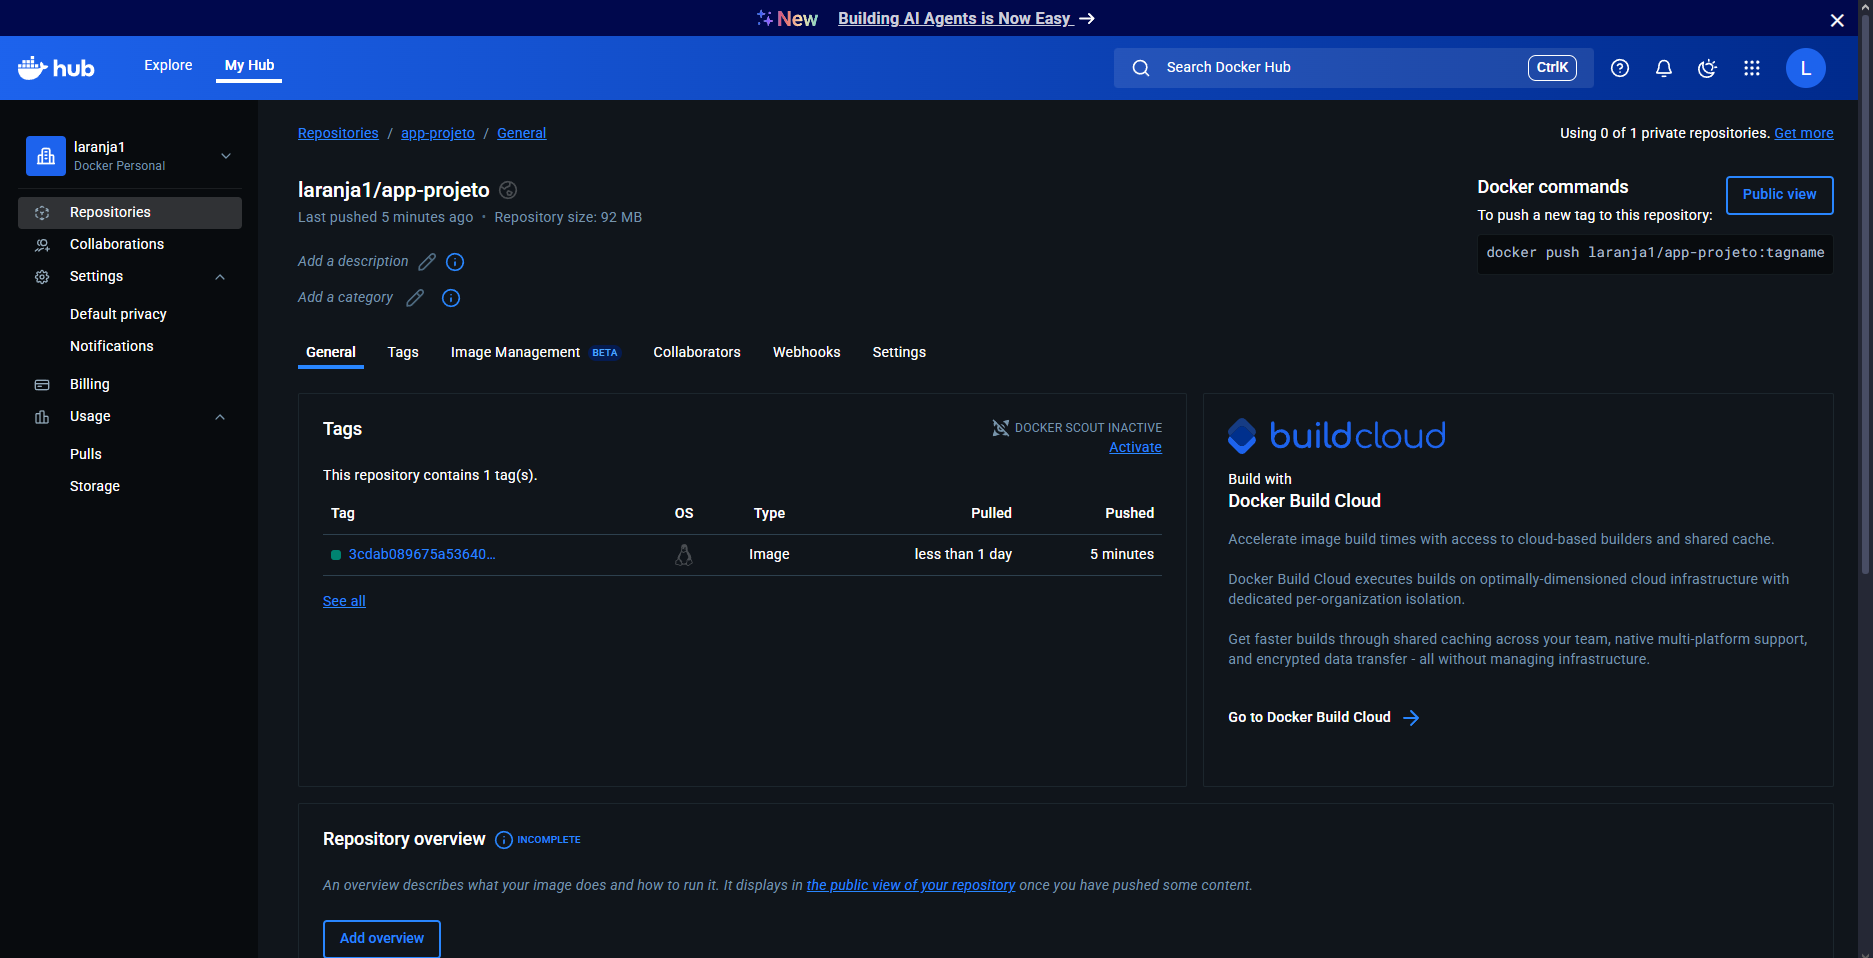 New Building AI Agents is Now Easy →
hub
Explore
My Hub
Search Docker Hub
CtrlK
L
laranja1
Docker Personal
Repositories
Collaborations
Settings
Default privacy
Notifications
Billing
Usage
Pulls
Storage
Repositories / app-projeto / General
Using 0 of 1 private repositories. Get more
laranja1/app-projeto
Last pushed 5 minutes ago • Repository size: 92 MB
Add a description
Add a category
Docker commands
Public view
To push a new tag to this repository:
docker push laranja1/app-projeto:tagname
General
Tags
Image Management BETA
Collaborators
Webhooks
Settings
Tags
DOCKER SCOUT INACTIVE
Activate
This repository contains 1 tag(s).
Tag OS Type Pulled Pushed
3cdab089675a53640... Image less than 1 day 5 minutes
See all
buildcloud
Build with
Docker Build Cloud
Accelerate image build times with access to cloud-based builders and shared cache.
Docker Build Cloud executes builds on optimally-dimensioned cloud infrastructure with
dedicated per-organization isolation.
Get faster builds through shared caching across your team, native multi-platform support,
and encrypted data transfer - all without managing infrastructure.
Go to Docker Build Cloud
Repository overview INCOMPLETE
An overview describes what your image does and how to run it. It displays in the public view of your repository once you have pushed some content.
Add overview